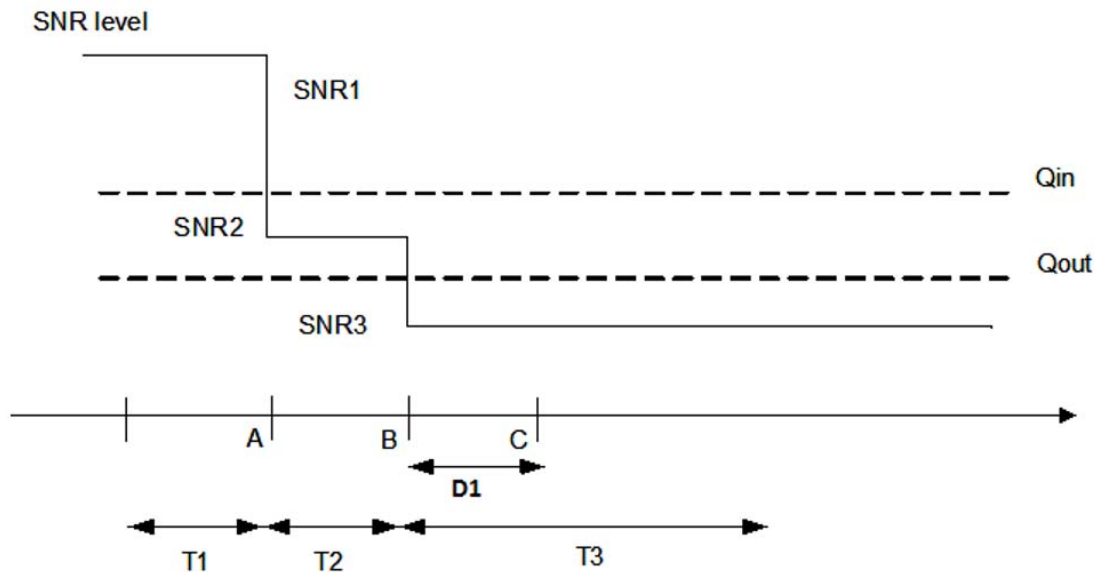 SNR level
SNR1
Qin
SNR2
Qout
SNR3
A B C
D1
T1 T2 T3